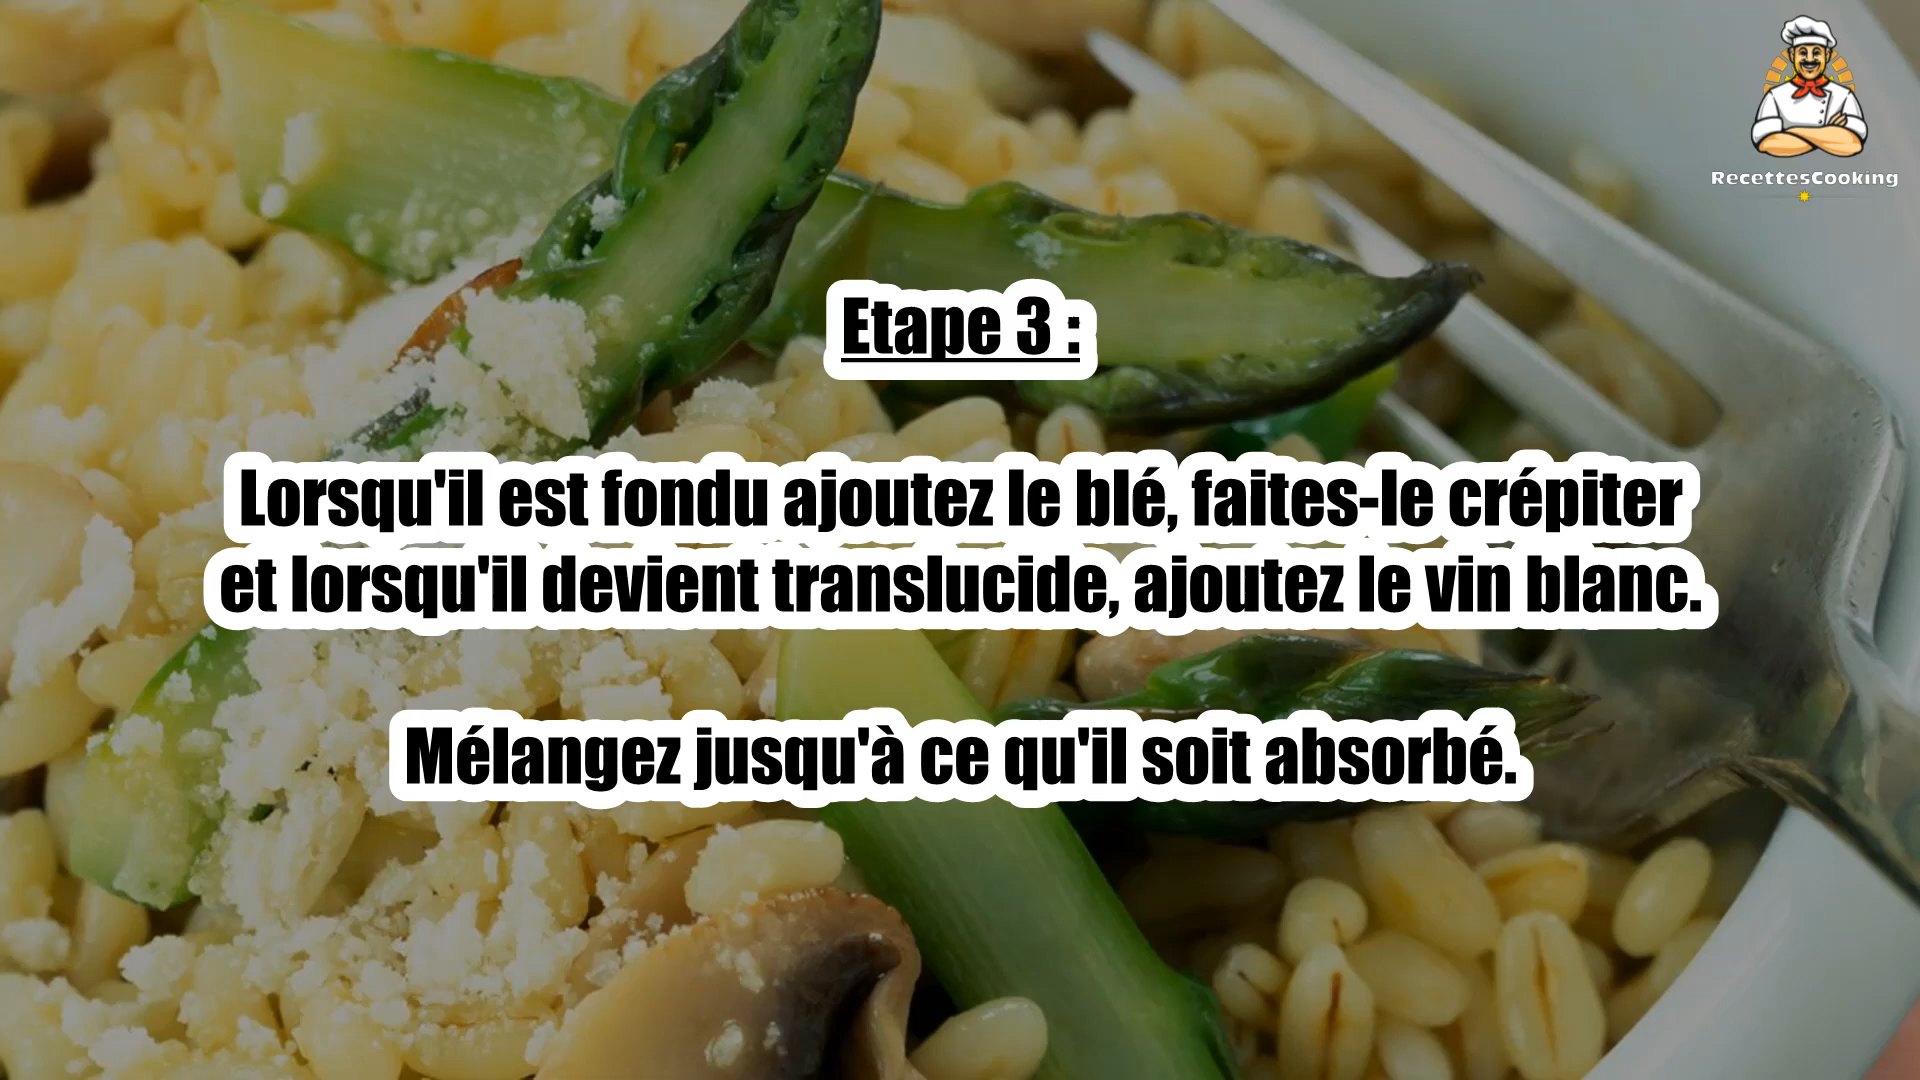 RecettesCooking
Etape 3 :
Lorsqu'il est fondu ajoutez le blé, faites-le crépiter
et lorsqu'il devient translucide, ajoutez le vin blanc.
Mélangez jusqu'à ce qu'il soit absorbé.